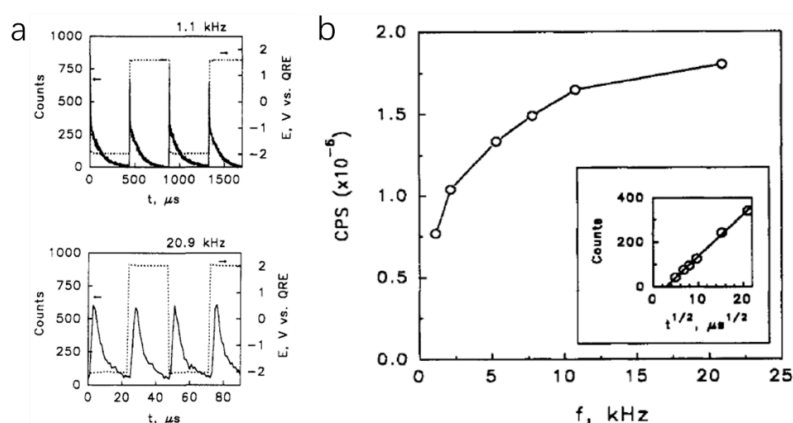 a
1.1 kHz
1000
750
500
250
0
Counts
2
1
0
−1
−2
E, V vs. QRE
0 500 1000 1500
t, μs
20.9 kHz
1000
750
500
250
0
Counts
2
1
0
−1
−2
E, V vs. QRE
0 20 40 60 80
t, μs
b
2.0
1.5
1.0
0.5
0.0
CPS (x10⁻⁵)
0 5 10 15 20 25
f, kHz
400
200
0
Counts
0 10 20
t^1/2, μs^1/2